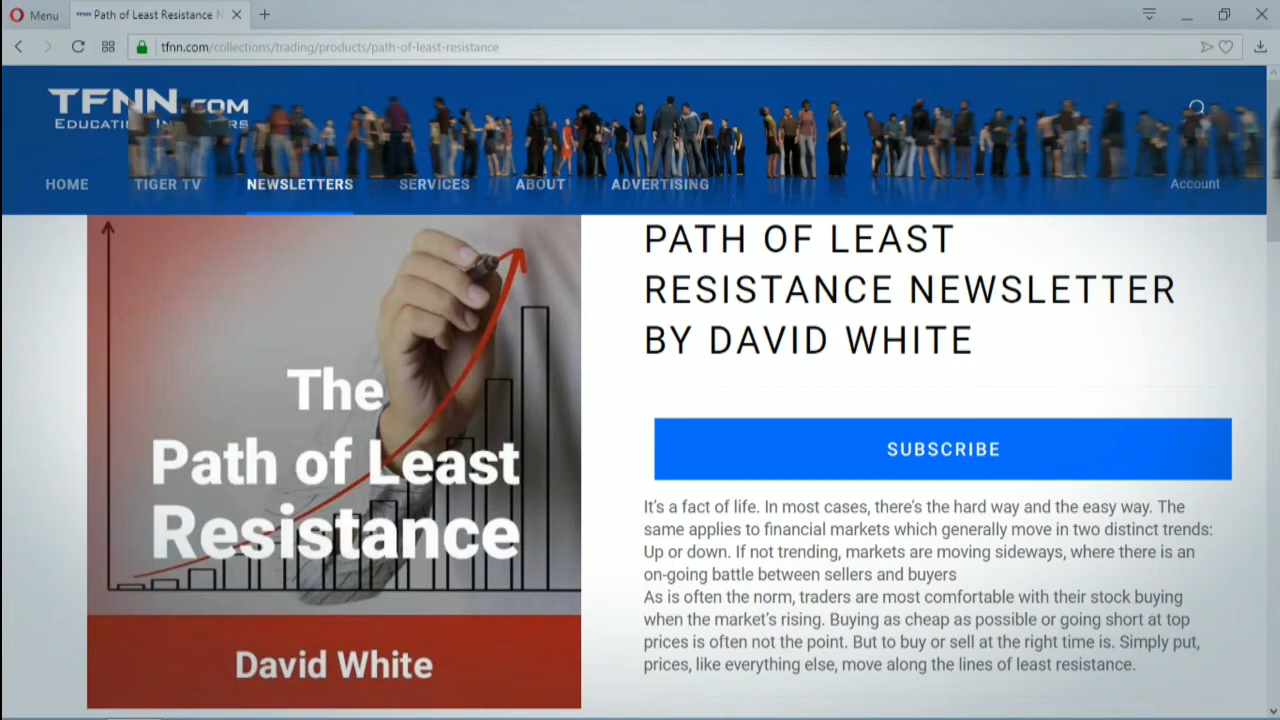 Menu
Path of Least Resistance N
tfnn.com/collections/trading/products/path-of-least-resistance
TFNN.COM
HOME
TIGER TV
NEWSLETTERS
SERVICES
ABOUT
ADVERTISING
Account
The
Path of Least
Resistance
David White
PATH OF LEAST
RESISTANCE NEWSLETTER
BY DAVID WHITE
SUBSCRIBE
It's a fact of life. In most cases, there's the hard way and the easy way. The
same applies to financial markets which generally move in two distinct trends:
Up or down. If not trending, markets are moving sideways, where there is an
on-going battle between sellers and buyers
As is often the norm, traders are most comfortable with their stock buying
when the market's rising. Buying as cheap as possible or going short at top
prices is often not the point. But to buy or sell at the right time is. Simply put,
prices, like everything else, move along the lines of least resistance.